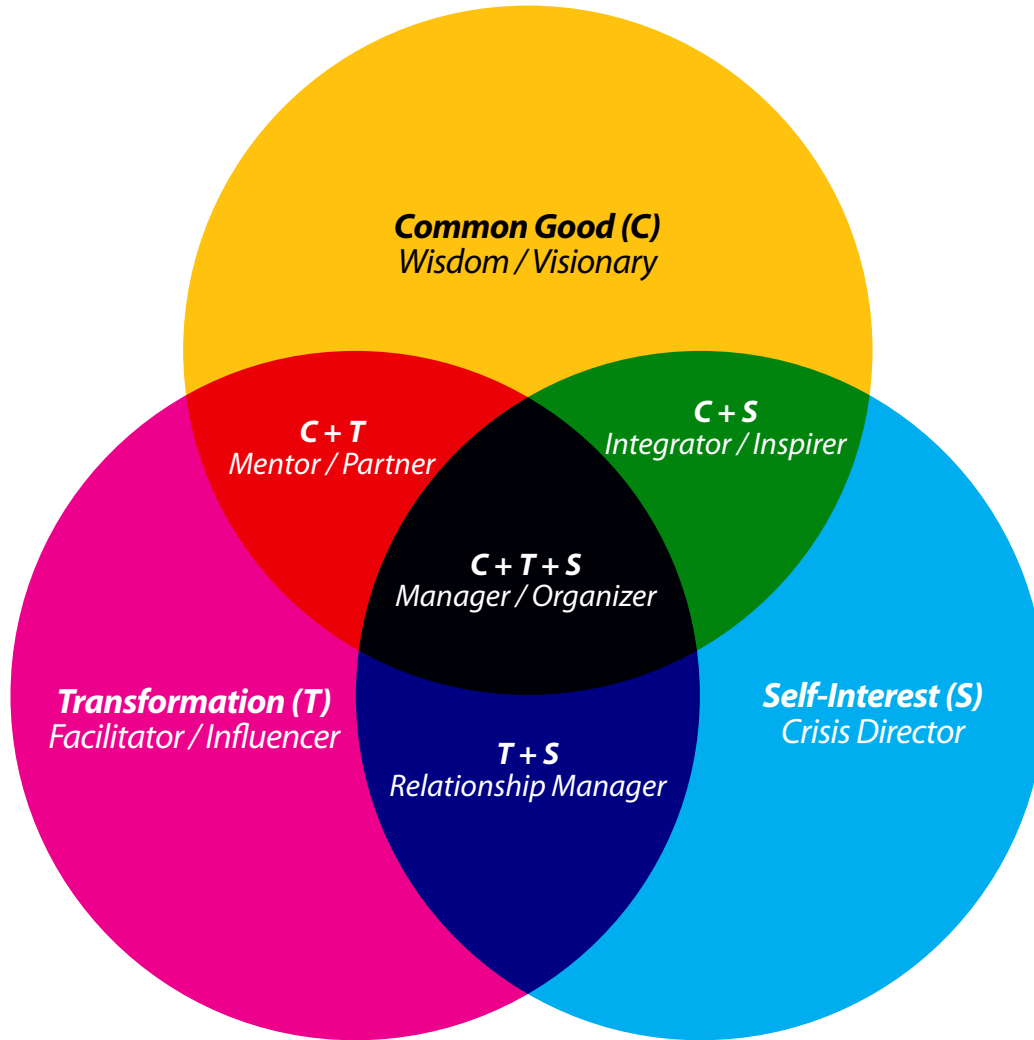 Common Good (C)
Wisdom / Visionary
C + T
Mentor / Partner
C + S
Integrator / Inspirer
C + T + S
Manager / Organizer
Transformation (T)
Facilitator / Influencer
Self-Interest (S)
Crisis Director
T + S
Relationship Manager